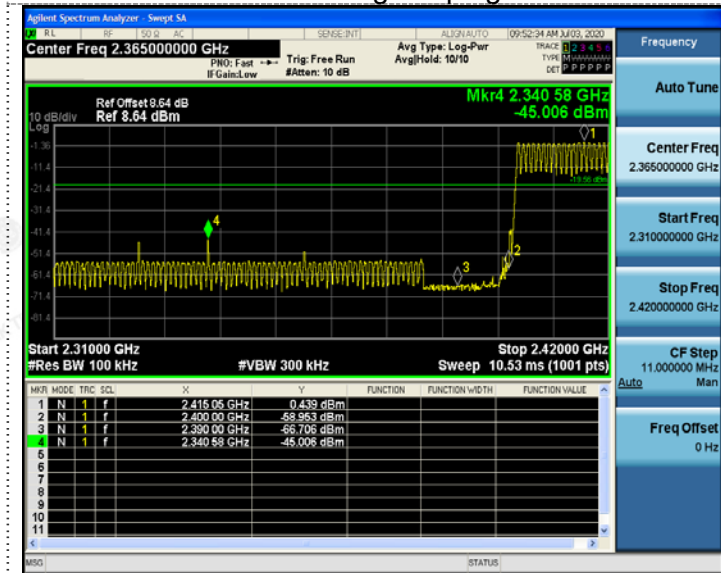 Agilent Spectrum Analyzer - Swept SA
RL RF 50 Ω AC SENSE:INT ALIGN AUTO 09:52:34 AM Jul 03, 2020
Center Freq 2.365000000 GHz
PNO: Fast
IFGain:Low
Trig: Free Run
#Atten: 10 dB
Avg Type: Log-Pwr
Avg|Hold: 10/10
TRACE 1 2 3 4 5 6
TYPE M
DET P P P P P P
Frequency
Auto Tune
Center Freq
2.365000000 GHz
Start Freq
2.310000000 GHz
Stop Freq
2.420000000 GHz
CF Step
11.000000 MHz
Auto Man
Freq Offset
0 Hz
Mkr4 2.340 58 GHz
-45.006 dBm
Ref Offset 8.64 dB
10 dB/div Ref 8.64 dBm
Log
-1.36
-11.4
-21.4
-31.4
-41.4
-51.4
-61.4
-71.4
-81.4
1
-19.56 dBm
4
2
3
Start 2.31000 GHz Stop 2.42000 GHz
#Res BW 100 kHz #VBW 300 kHz Sweep 10.53 ms (1001 pts)
MKR MODE TRC SCL X Y FUNCTION FUNCTION WIDTH FUNCTION VALUE
1 N 1 f 2.415 05 GHz 0.439 dBm
2 N 1 f 2.400 00 GHz -58.953 dBm
3 N 1 f 2.390 00 GHz -66.706 dBm
4 N 1 f 2.340 58 GHz -45.006 dBm
5
6
7
8
9
10
11
MSG STATUS